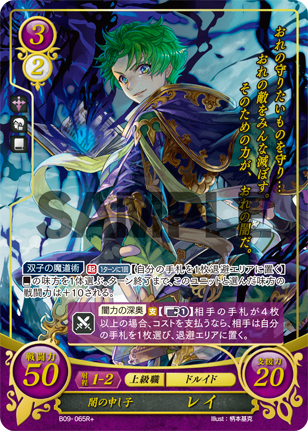 3
2
おれの守りたいものを守り…
おれの敵をみんな滅ぼす。
そのための力が、おれの闇だ。
SAMPLE
双子の魔道術 起 1ターンに1回 【自分の手札を1枚退避エリアに置く】
■の味方を1体選ぶ。ターン終了まで、このユニットと選んだ味方の
戦闘力は＋10される。
闇力の深奥 支 【①】相手の手札が4枚
以上の場合、コストを支払うなら、相手は自分
の手札を1枚選び、退避エリアに置く。
戦闘力
50
射程 1-2 上級職 ドルイド
支援力
20
闇の申し子 レイ
B09-065R+
Illust：柄本基克